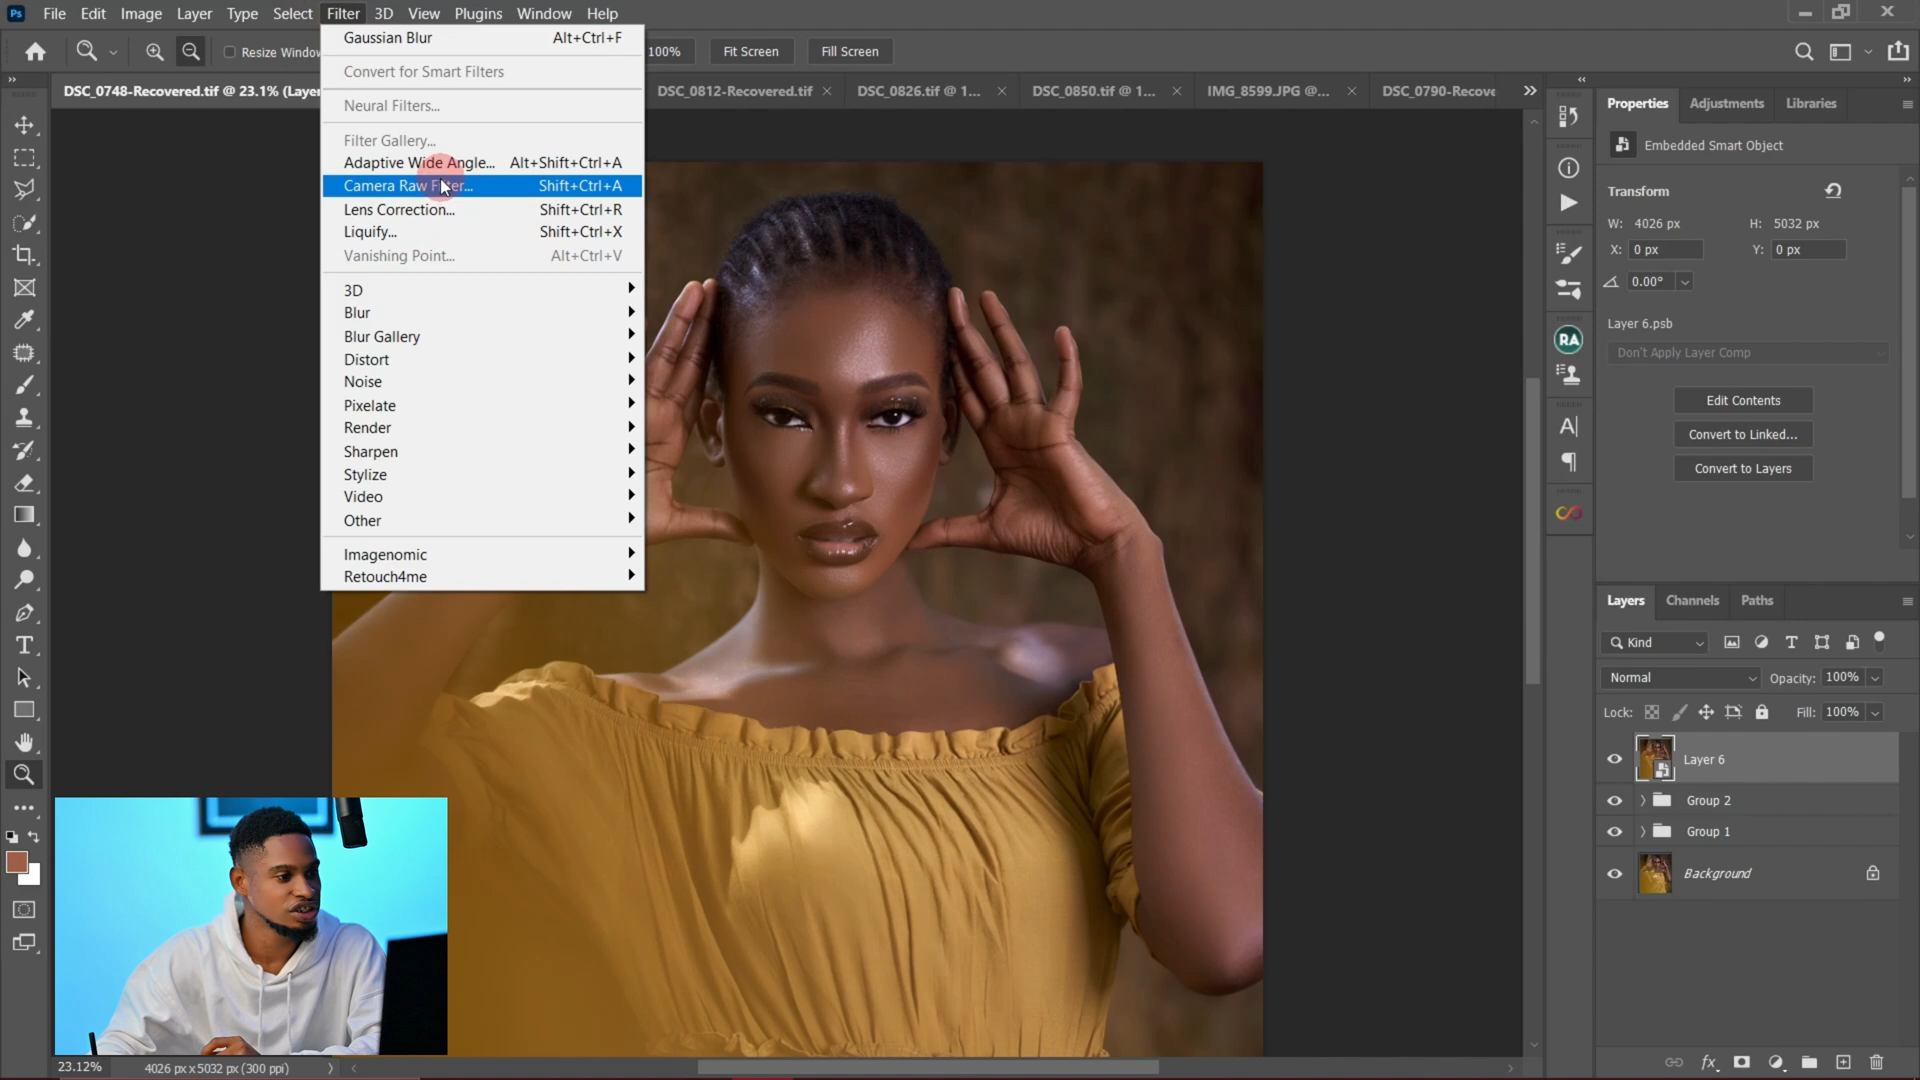 Ps File Edit Image Layer Type Select Filter 3D View Plugins Window Help
Resize Window
100% Fit Screen Fill Screen
DSC_0748-Recovered.tif @ 23.1% (Laye
DSC_0812-Recovered.tif
DSC_0826.tif @ 1...
DSC_0850.tif @ 1...
IMG_8599.JPG @...
DSC_0790-Recove
Gaussian Blur Alt+Ctrl+F
Convert for Smart Filters
Neural Filters...
Filter Gallery...
Adaptive Wide Angle... Alt+Shift+Ctrl+A
Camera Raw Filter... Shift+Ctrl+A
Lens Correction... Shift+Ctrl+R
Liquify... Shift+Ctrl+X
Vanishing Point... Alt+Ctrl+V
3D
Blur
Blur Gallery
Distort
Noise
Pixelate
Render
Sharpen
Stylize
Video
Other
Imagenomic
Retouch4me
RA
Properties Adjustments Libraries
Embedded Smart Object
Transform
W: 4026 px H: 5032 px
X: 0 px Y: 0 px
0.00°
Layer 6.psb
Don't Apply Layer Comp
Edit Contents
Convert to Linked...
Convert to Layers
Layers Channels Paths
Kind
Normal Opacity: 100%
Lock: Fill: 100%
Layer 6
Group 2
Group 1
Background
23.12% 4026 px x 5032 px (300 ppi)